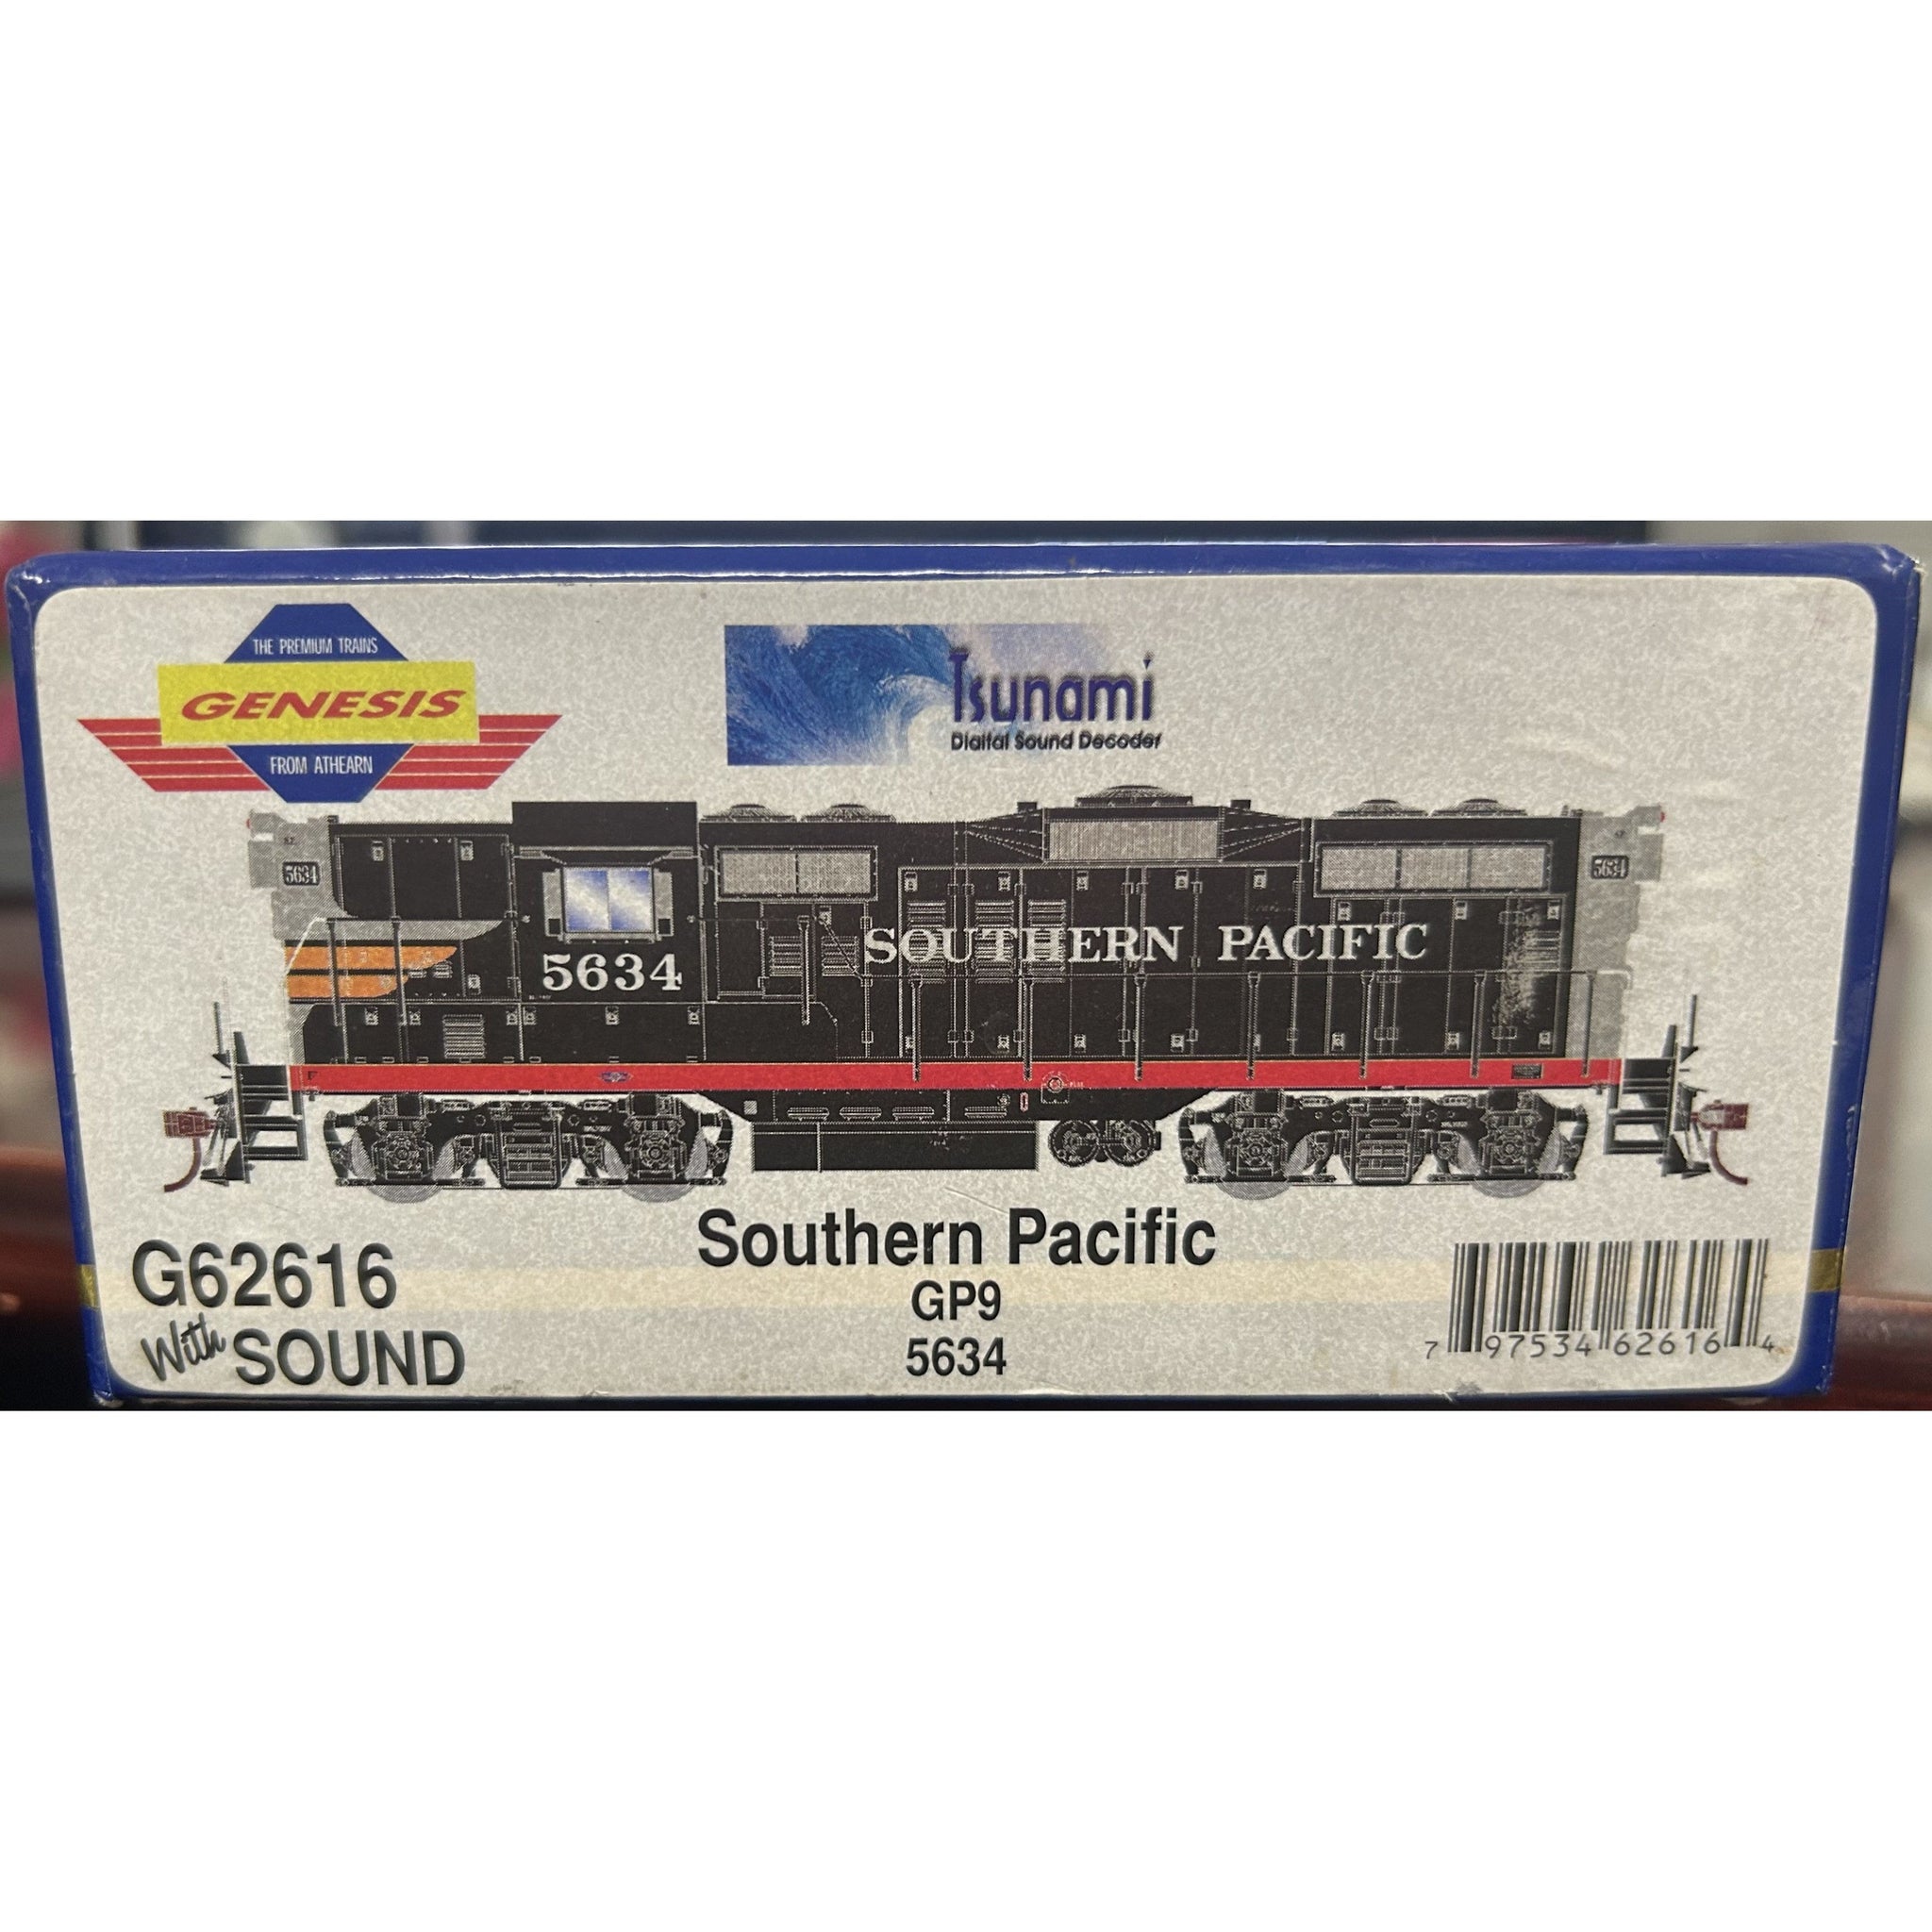 THE PREMIUM TRAINS
GENESIS
FROM ATHEARN
Tsunami
Digital Sound Decoder
5634
5634
5634
SOUTHERN PACIFIC
Southern Pacific
GP9
5634
G62616
With SOUND
7 97534 62616 4